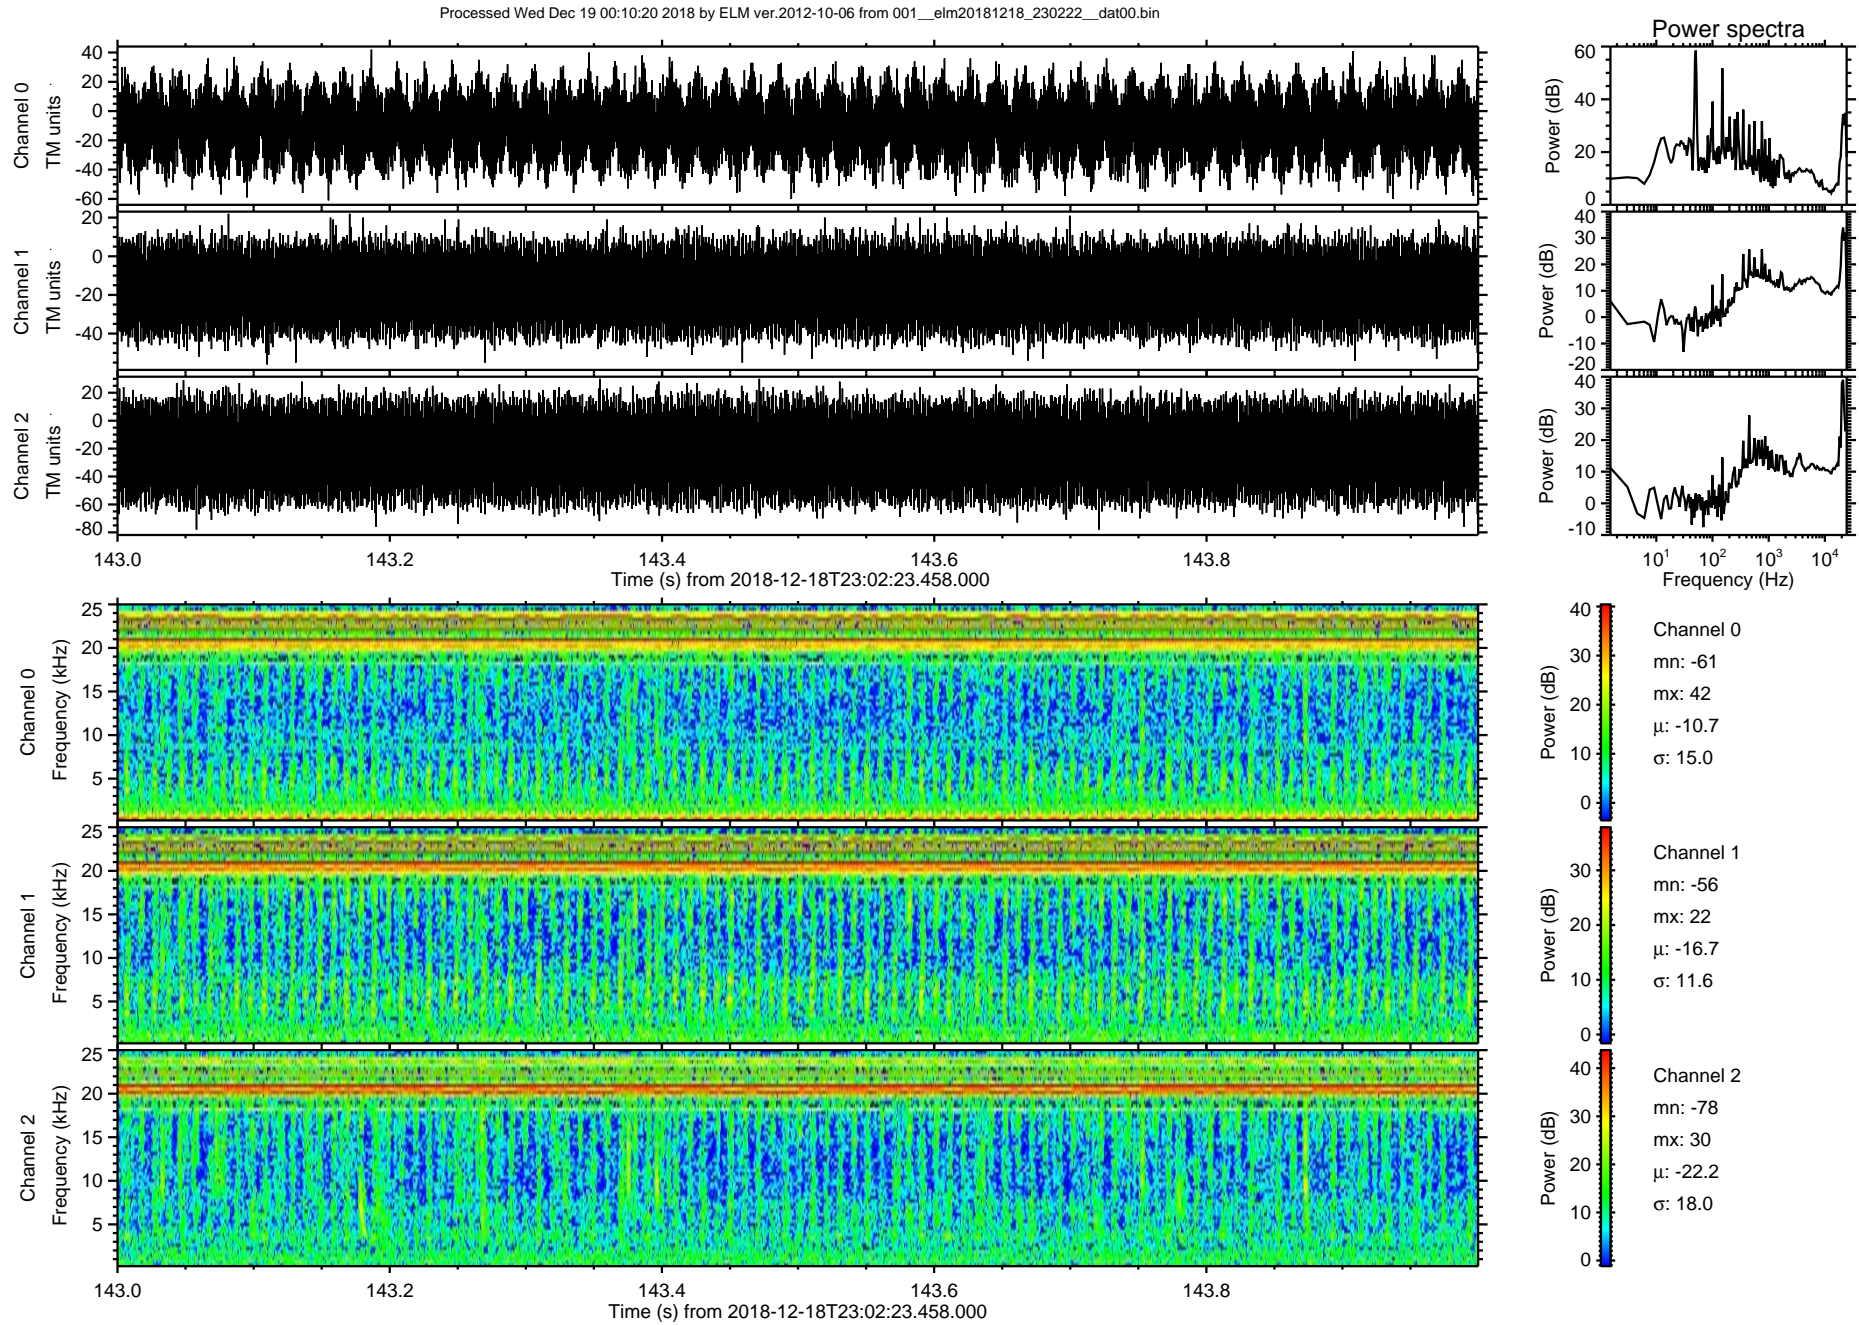 Processed Wed Dec 19 00:10:20 2018 by ELM ver.2012-10-06 from 001__elm20181218_230222__dat00.bin
Power spectra
Channel 0
TM units
40
20
0
-20
-40
-60
Power (dB)
60
40
20
0
Channel 1
TM units
20
0
-20
-40
Power (dB)
40
30
20
10
0
-10
-20
Channel 2
TM units
20
0
-20
-40
-60
-80
Power (dB)
40
30
20
10
0
-10
143.0 143.2 143.4 143.6 143.8
Time (s) from 2018-12-18T23:02:23.458.000
10^1 10^2 10^3 10^4
Frequency (Hz)
Channel 0
Frequency (kHz)
25
20
15
10
5
Power (dB)
40
30
20
10
0
Channel 0
mn: -61
mx: 42
µ: -10.7
σ: 15.0
Channel 1
Frequency (kHz)
25
20
15
10
5
Power (dB)
30
20
10
0
Channel 1
mn: -56
mx: 22
µ: -16.7
σ: 11.6
Channel 2
Frequency (kHz)
25
20
15
10
5
Power (dB)
40
30
20
10
0
Channel 2
mn: -78
mx: 30
µ: -22.2
σ: 18.0
143.0 143.2 143.4 143.6 143.8
Time (s) from 2018-12-18T23:02:23.458.000